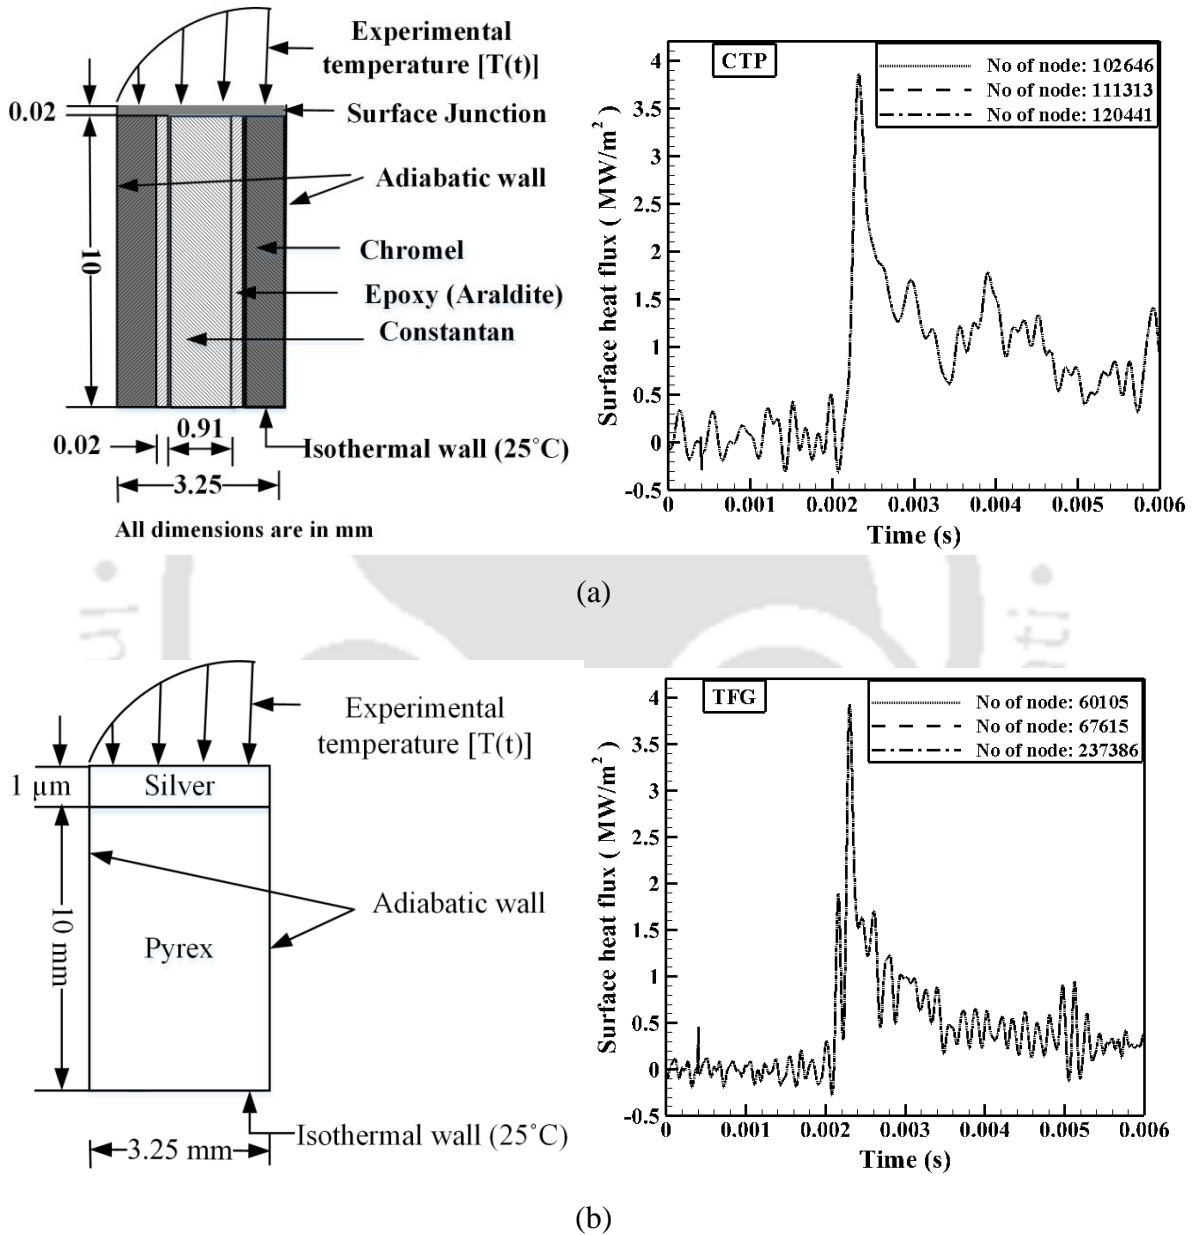 Experimental
temperature [T(t)]
0.02
Surface Junction
Adiabatic wall
10
Chromel
Epoxy (Araldite)
Constantan
0.91
0.02
Isothermal wall (25°C)
3.25
All dimensions are in mm
CTP
No of node: 102646
No of node: 111313
No of node: 120441
Surface heat flux ( MW/m²)
4
3.5
3
2.5
2
1.5
1
0.5
0
-0.5
0 0.001 0.002 0.003 0.004 0.005 0.006
Time (s)
(a)
Experimental
temperature [T(t)]
1 µm
Silver
10 mm
Adiabatic wall
Pyrex
Isothermal wall (25°C)
3.25 mm
TFG
No of node: 60105
No of node: 67615
No of node: 237386
Surface heat flux ( MW/m²)
4
3.5
3
2.5
2
1.5
1
0.5
0
-0.5
0 0.001 0.002 0.003 0.004 0.005 0.006
Time (s)
(b)